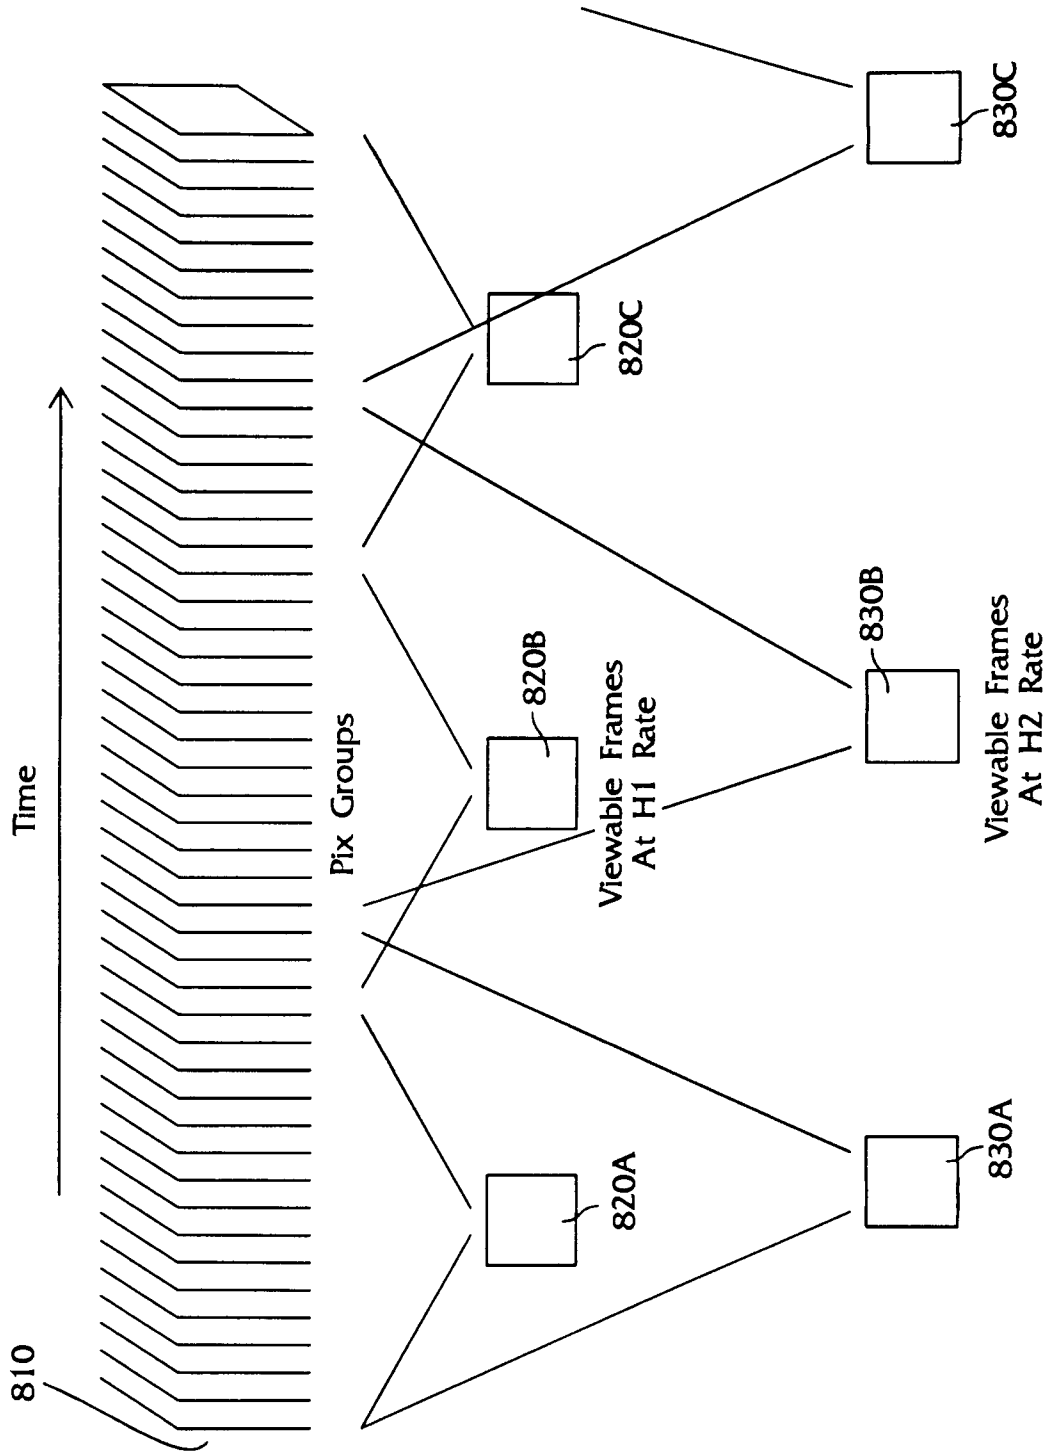 810
Time
Pix Groups
820A
820B
820C
Viewable Frames
At H1 Rate
830A
830B
830C
Viewable Frames
At H2 Rate